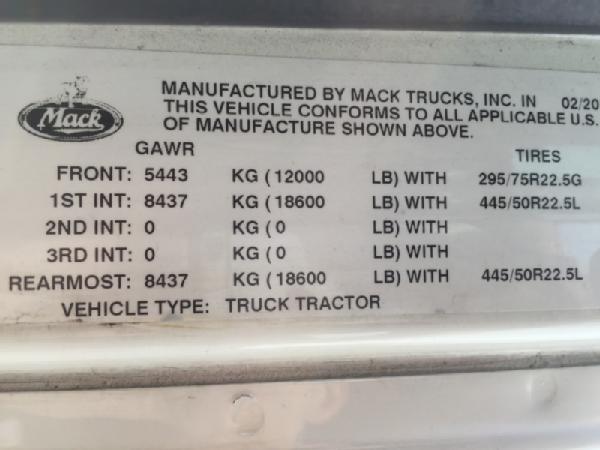 Mack
MANUFACTURED BY MACK TRUCKS, INC. IN 02/20
THIS VEHICLE CONFORMS TO ALL APPLICABLE U.S.
OF MANUFACTURE SHOWN ABOVE.
GAWR TIRES
FRONT: 5443 KG ( 12000 LB) WITH 295/75R22.5G
1ST INT: 8437 KG ( 18600 LB) WITH 445/50R22.5L
2ND INT: 0 KG ( 0 LB) WITH
3RD INT: 0 KG ( 0 LB) WITH
REARMOST: 8437 KG ( 18600 LB) WITH 445/50R22.5L
VEHICLE TYPE: TRUCK TRACTOR